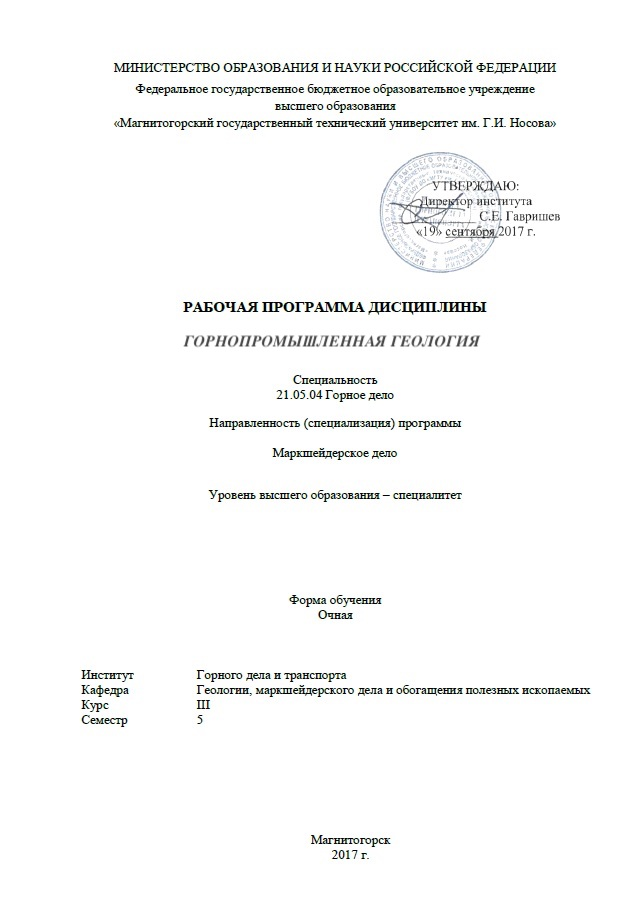 МИНИСТЕРСТВО ОБРАЗОВАНИЯ И НАУКИ РОССИЙСКОЙ ФЕДЕРАЦИИ
Федеральное государственное бюджетное образовательное учреждение
высшего образования
«Магнитогорский государственный технический университет им. Г.И. Носова»
УТВЕРЖДАЮ:
Директор института
С.Е. Гавришев
«19» сентября 2017 г.
РАБОЧАЯ ПРОГРАММА ДИСЦИПЛИНЫ
ГОРНОПРОМЫШЛЕННАЯ ГЕОЛОГИЯ
Специальность
21.05.04 Горное дело
Направленность (специализация) программы
Маркшейдерское дело
Уровень высшего образования – специалитет
Форма обучения
Очная
Институт Горного дела и транспорта
Кафедра Геологии, маркшейдерского дела и обогащения полезных ископаемых
Курс III
Семестр 5
Магнитогорск
2017 г.